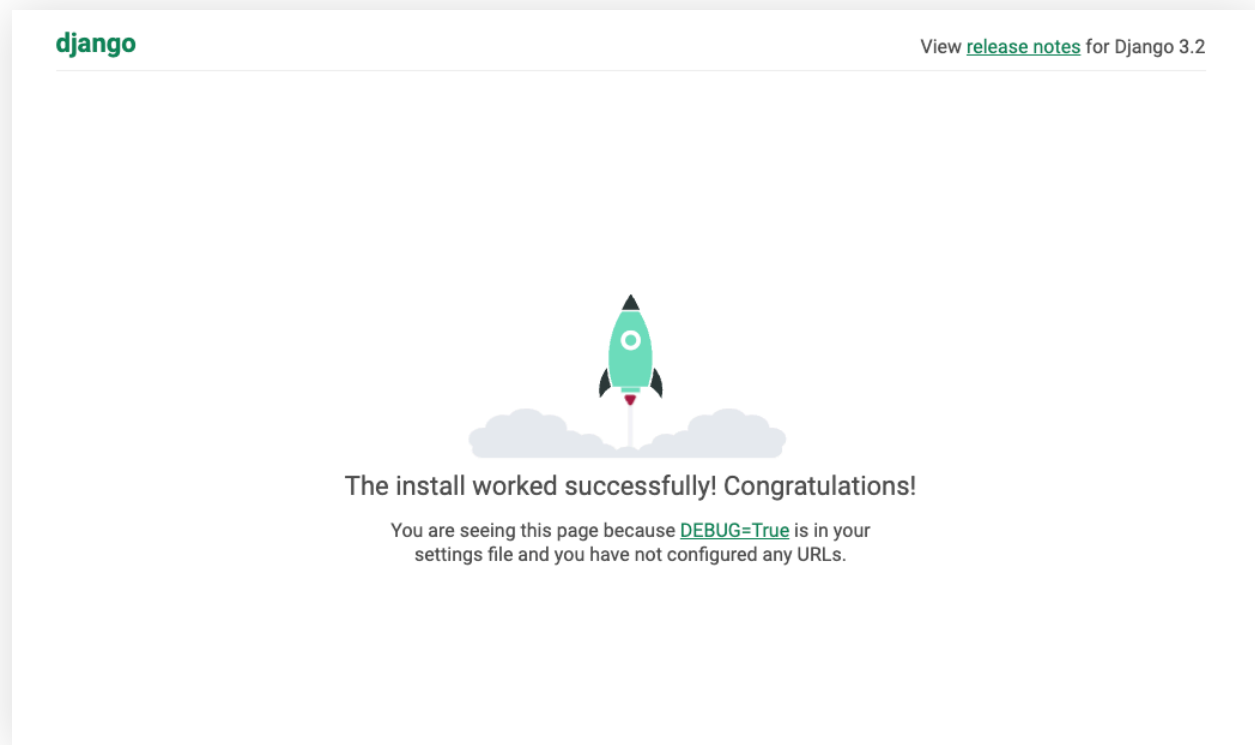 django
View release notes for Django 3.2
The install worked successfully! Congratulations!
You are seeing this page because DEBUG=True is in your
settings file and you have not configured any URLs.